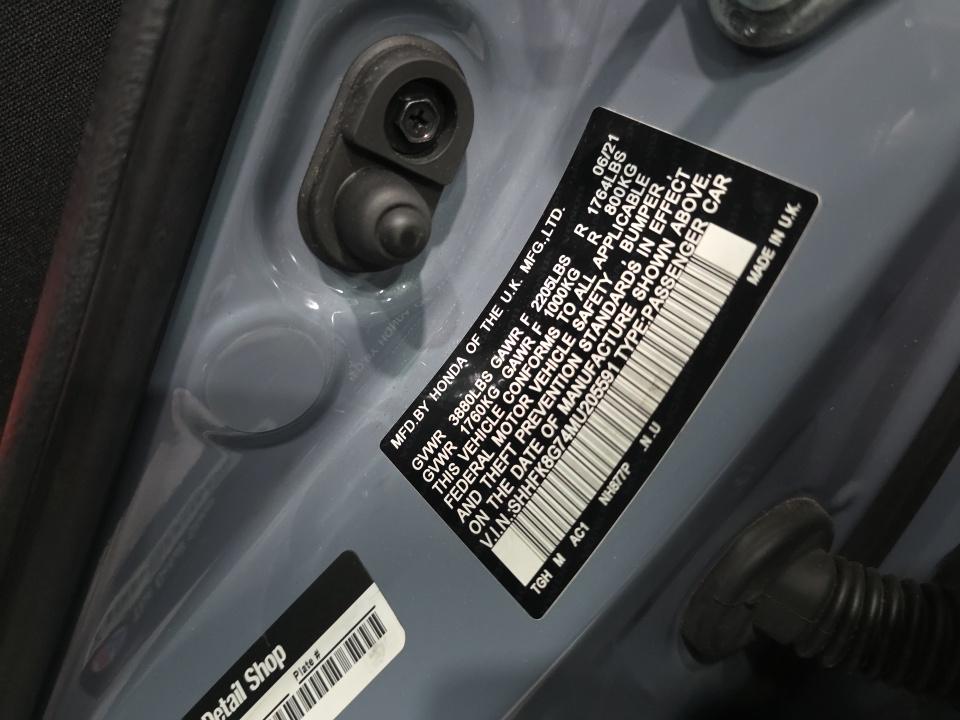 MFD.BY HONDA OF THE U.K. MFG.,LTD. 06/21
GVWR 3880LBS GAWR F 2205LBS R 1764LBS
GVWR 1760KG GAWR F 1000KG R 800KG
THIS VEHICLE CONFORMS TO ALL APPLICABLE
FEDERAL MOTOR VEHICLE SAFETY , BUMPER ,
AND THEFT PREVENTION STANDARDS IN EFFECT
ON THE DATE OF MANUFACTURE SHOWN ABOVE.
V.I.N.:SHHFK8G74MU205591 TYPE:PASSENGER CAR
TGH M AC1 NH877P .N.U MADE IN U.K.
Detail Shop
Plate #